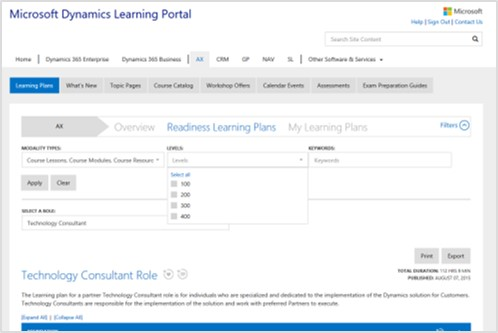 Microsoft Dynamics Learning Portal
Microsoft
Help | Sign Out | Contact Us
Search Site Content
Home | Dynamics 365 Enterprise Dynamics 365 Business | AX CRM GP NAV SL | Other Software & Services
Learning Plans What's New Topic Pages Course Catalog Workshop Offers Calendar Events Assessments Exam Preparation Guides
AX Overview Readiness Learning Plans My Learning Plans Filters
MODALITY TYPES: LEVELS: KEYWORDS:
Course Lessons, Course Modules, Course Resourc Levels Keywords
Select all
Apply Clear 100
200
300
400
SELECT A ROLE:
Technology Consultant
Print Export
Technology Consultant Role
TOTAL DURATION: 112 HRS 8 MIN
PUBLISHED: AUGUST 07, 2015
The Learning plan for a partner Technology Consultant role is for individuals who are specialized and dedicated to the implementation of the Dynamics solution for Customers.
Technology Consultants are responsible for the implementation of the solution and work with preferred Partners to execute.
[Expand All] | [Collapse All]